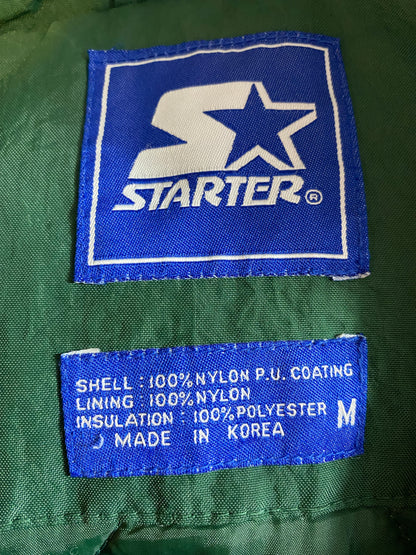 STARTER®
SHELL : 100% NYLON P.U. COATING
LINING : 100% NYLON
INSULATION : 100% POLYESTER
MADE IN KOREA
M